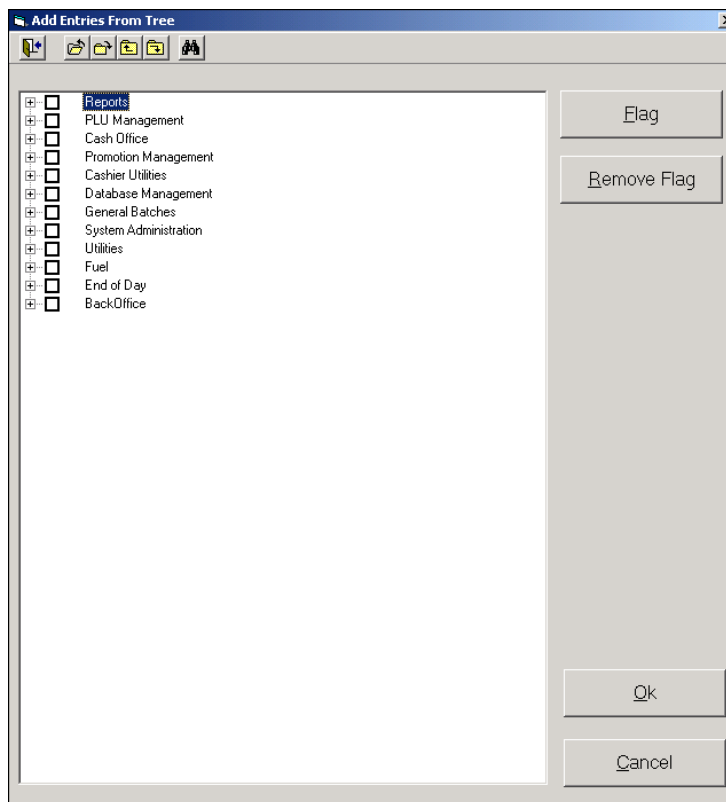 Add Entries From Tree
Reports
PLU Management
Cash Office
Promotion Management
Cashier Utilities
Database Management
General Batches
System Administration
Utilities
Fuel
End of Day
BackOffice
Flag
Remove Flag
Ok
Cancel